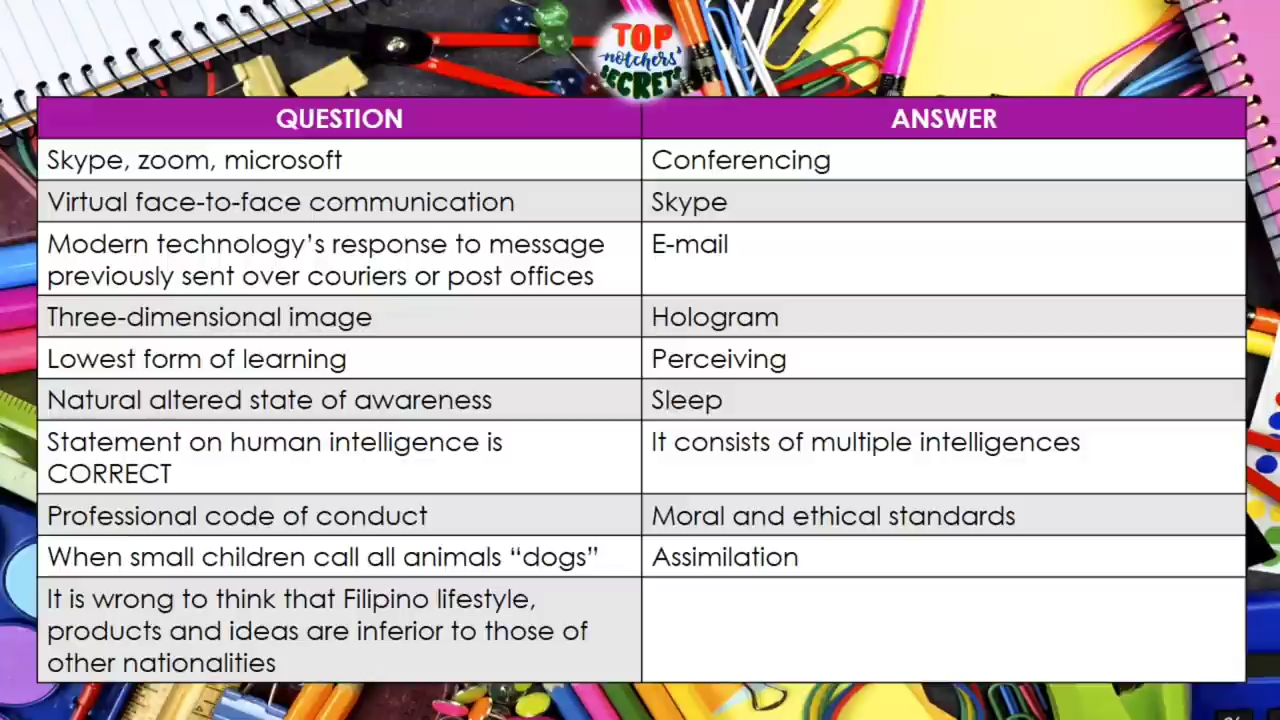 TOP
notchers'
SECRETS
QUESTION
ANSWER
Skype, zoom, microsoft
Conferencing
Virtual face-to-face communication
Skype
Modern technology’s response to message
previously sent over couriers or post offices
E-mail
Three-dimensional image
Hologram
Lowest form of learning
Perceiving
Natural altered state of awareness
Sleep
Statement on human intelligence is
CORRECT
It consists of multiple intelligences
Professional code of conduct
Moral and ethical standards
When small children call all animals “dogs”
Assimilation
It is wrong to think that Filipino lifestyle,
products and ideas are inferior to those of
other nationalities